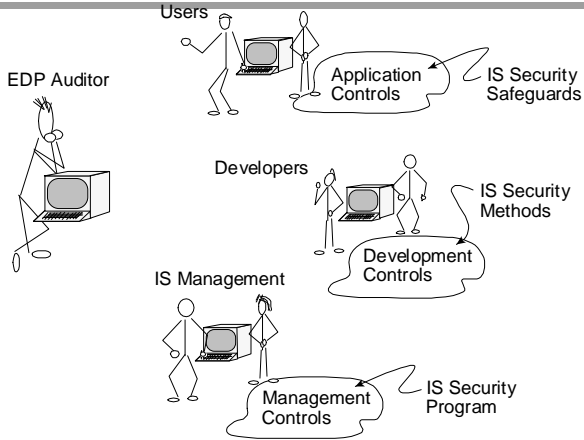 Users
EDP Auditor
Application
Controls
IS Security
Safeguards
Developers
IS Security
Methods
Development
Controls
IS Management
Management
Controls
IS Security
Program